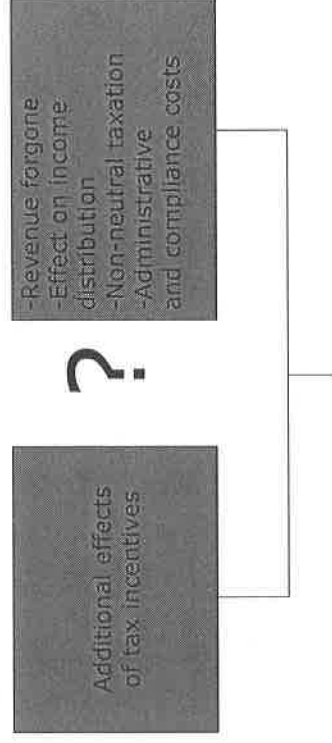 Additional effects
of tax incentives
?
-Revenue forgone
-Effect on income
distribution
-Non-neutral taxation
-Administrative
and compliance costs